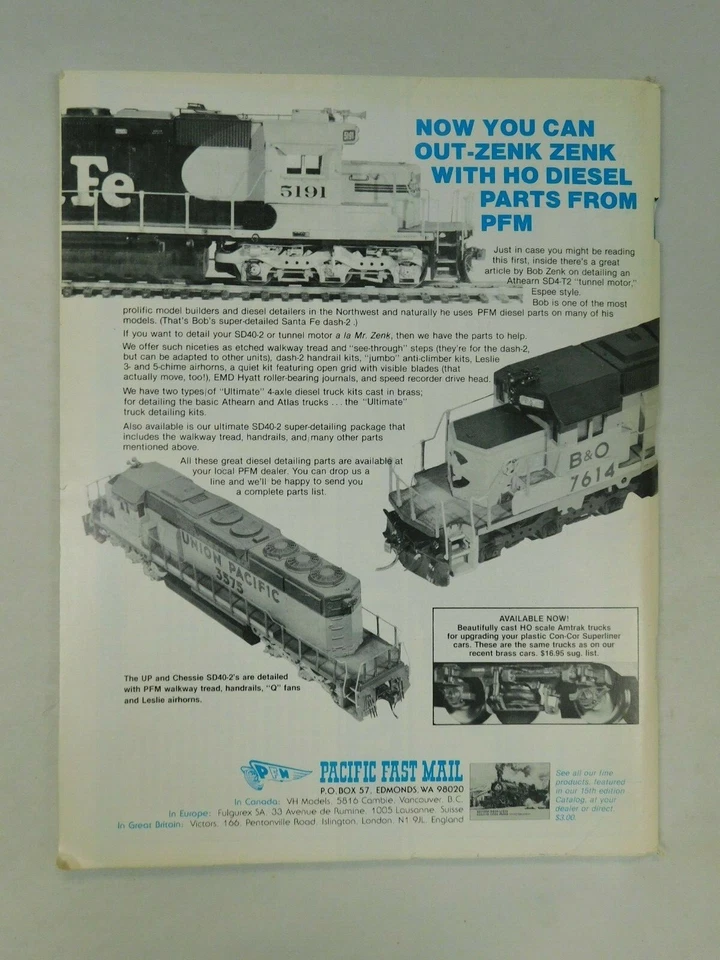 Fe
5191
NOW YOU CAN
OUT-ZENK ZENK
WITH HO DIESEL
PARTS FROM
PFM
Just in case you might be reading
this first, inside there's a great
article by Bob Zenk on detailing an
Athearn SD4-T2 "tunnel motor,"
Espee style.
Bob is one of the most
prolific model builders and diesel detailers in the Northwest and naturally he uses PFM diesel parts on many of his
models. (That's Bob's super-detailed Santa Fe dash-2.)
If you want to detail your SD40-2 or tunnel motor a la Mr. Zenk, then we have the parts to help.
We offer such niceties as etched walkway tread and "see-through" steps (they're for the dash-2,
but can be adapted to other units), dash-2 handrail kits, "jumbo" anti-climber kits, Leslie
3- and 5-chime airhorns, a quiet kit featuring open grid with visible blades (that
actually move, too!), EMD Hyatt roller-bearing journals, and speed recorder drive head.
We have two types of "Ultimate" 4-axle diesel truck kits cast in brass;
for detailing the basic Athearn and Atlas trucks ... the "Ultimate"
truck detailing kits.
Also available is our ultimate SD40-2 super-detailing package that
includes the walkway tread, handrails, and many other parts
mentioned above.
All these great diesel detailing parts are available at
your local PFM dealer. You can drop us a
line and we'll be happy to send you
a complete parts list.
B&O
7614
UNION PACIFIC
3575
AVAILABLE NOW!
Beautifully cast HO scale Amtrak trucks
for upgrading your plastic Con-Cor Superliner
cars. These are the same trucks as on our
recent brass cars. $16.95 sug. list.
The UP and Chessie SD40-2's are detailed
with PFM walkway tread, handrails, "Q" fans
and Leslie airhorns.
PFM
PACIFIC FAST MAIL
P.O. BOX 57, EDMONDS, WA 98020
In Canada: VH Models, 5816 Cambie, Vancouver, B.C.
In Europe: Fulgurex SA, 33 Avenue de Rumine, 1005 Lausanne, Suisse
In Great Britain: Victors, 166, Pentonville Road, Islington, London, N1 9JL, England
See all our fine
products, featured
in our 15th edition
Catalog, at your
dealer or direct,
$3.00.